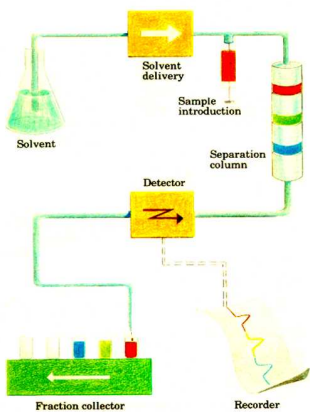 Solvent
delivery
Sample
introduction
Solvent
Separation
column
Detector
Fraction collector
Recorder